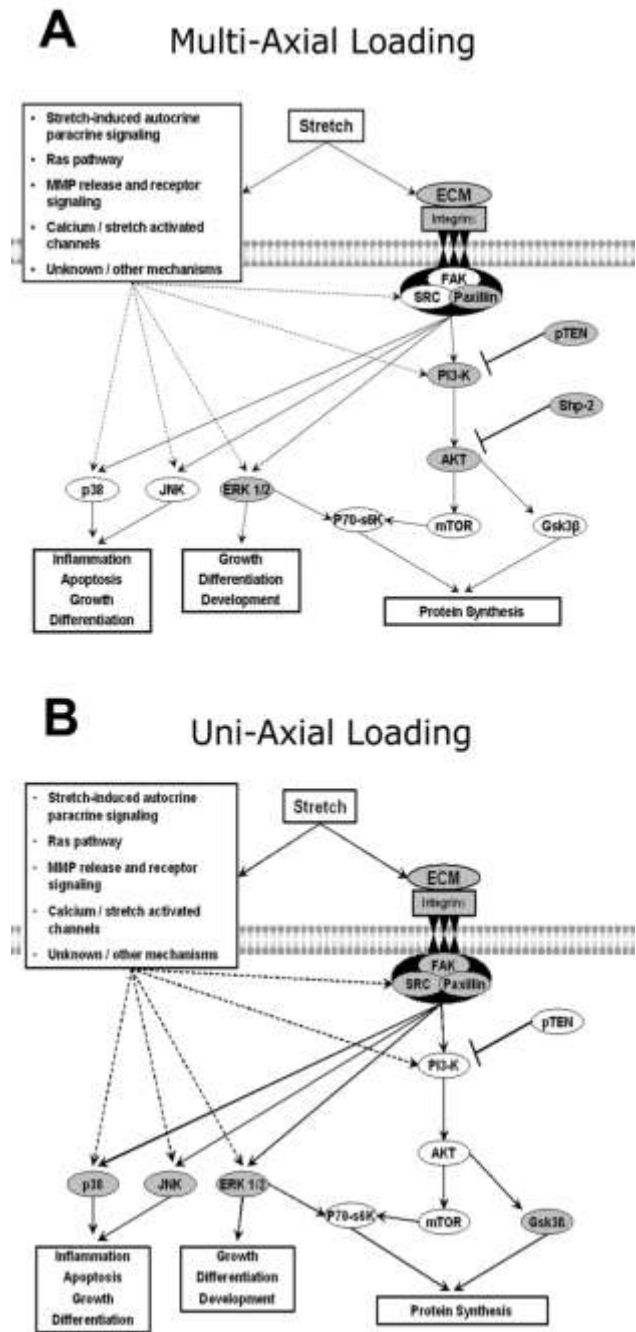 A
Multi-Axial Loading
• Stretch-induced autocrine
paracrine signaling
• Ras pathway
• MMP release and receptor
signaling
• Calcium / stretch activated
channels
• Unknown / other mechanisms
Stretch
ECM
Integrins
FAK
SRC Paxillin
pTEN
PI3-K
Shp-2
AKT
p38 JNK ERK 1/2
P70-s6K mTOR Gsk3β
Inflammation
Apoptosis
Growth
Differentiation
Growth
Differentiation
Development
Protein Synthesis
B
Uni-Axial Loading
- Stretch-induced autocrine
paracrine signaling
- Ras pathway
- MMP release and receptor
signaling
- Calcium / stretch activated
channels
- Unknown / other mechanisms
Stretch
ECM
Integrins
FAK
SRC Paxillin
pTEN
PI3-K
AKT
p38 JNK ERK 1/2
P70-s6K mTOR Gsk3ß
Inflammation
Apoptosis
Growth
Differentiation
Growth
Differentiation
Development
Protein Synthesis